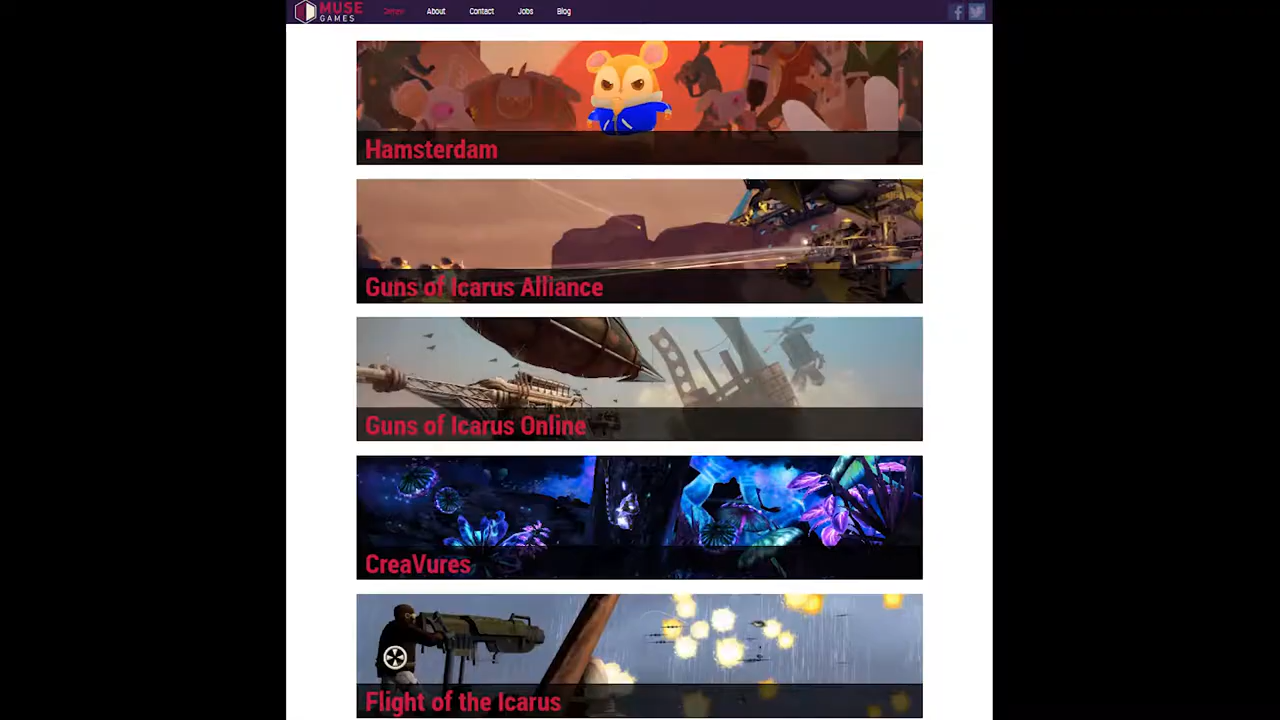 MUSE
GAMES
Games
About
Contact
Jobs
Blog
Hamsterdam
Guns of Icarus Alliance
Guns of Icarus Online
CreaVures
Flight of the Icarus